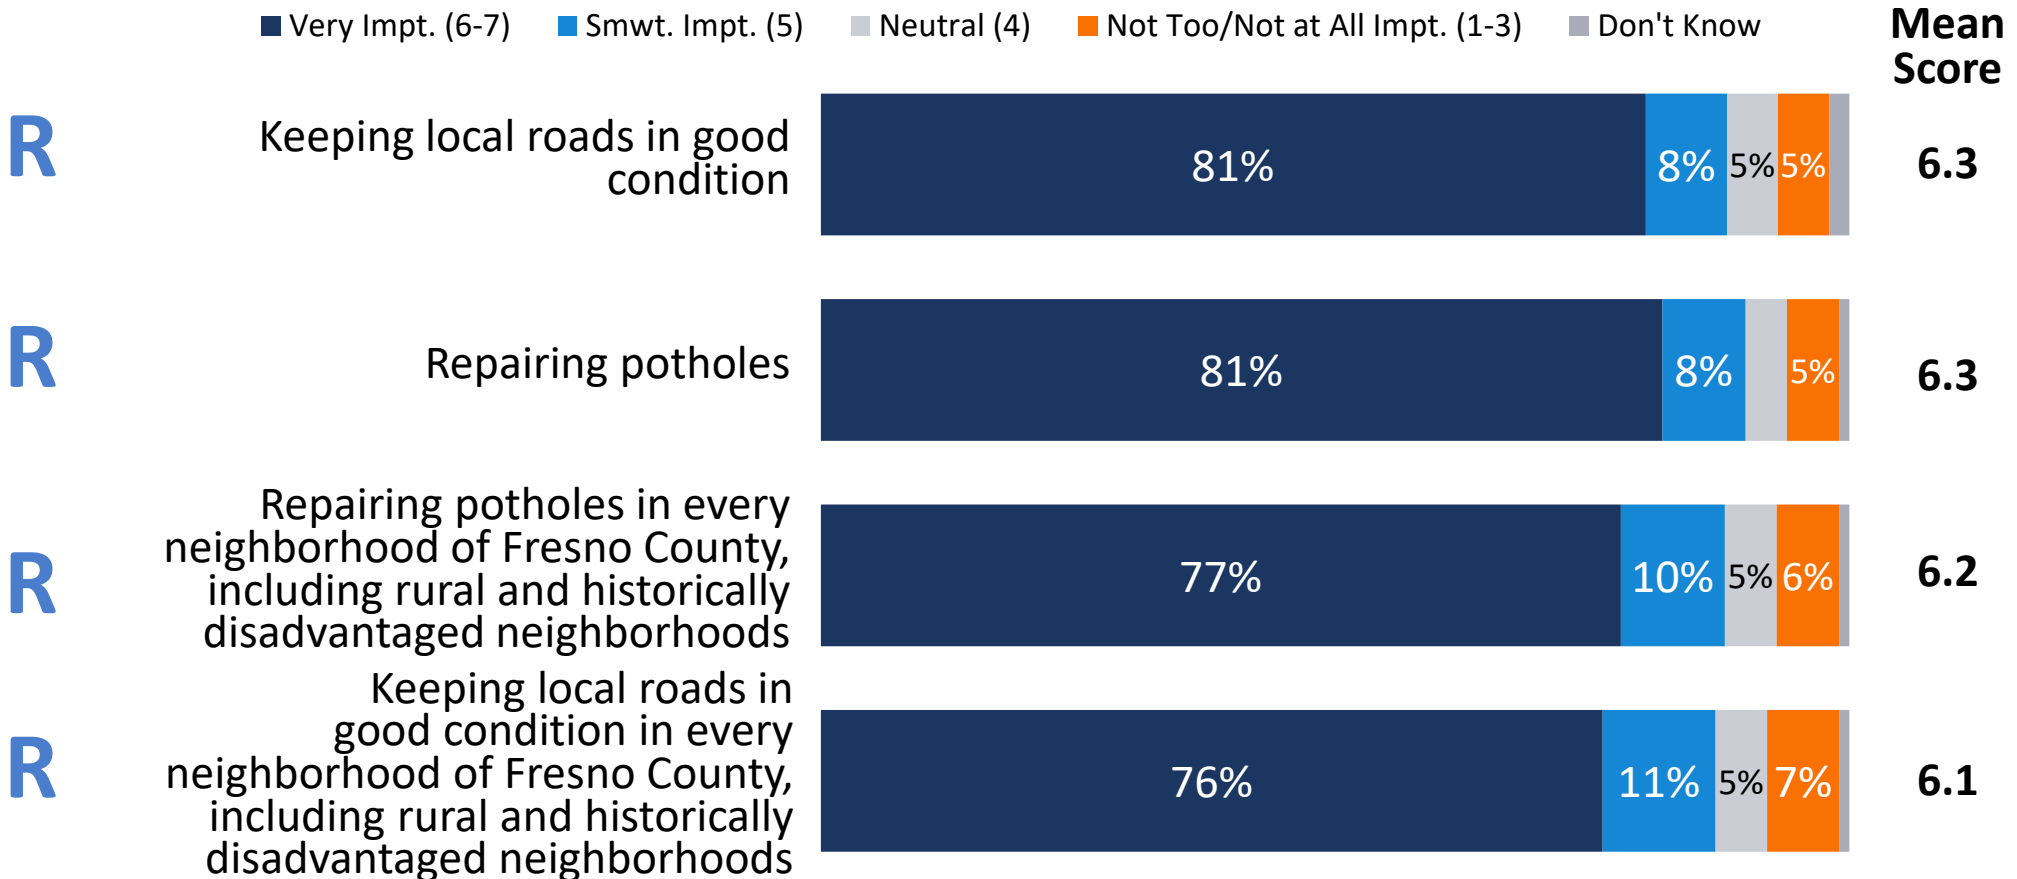 Very Impt. (6-7) Smwt. Impt. (5) Neutral (4) Not Too/Not at All Impt. (1-3) Don't Know
Mean
Score
R
Keeping local roads in good
condition
81% 8% 5% 5%
6.3
R
Repairing potholes
81% 8% 5%
6.3
R
Repairing potholes in every
neighborhood of Fresno County,
including rural and historically
disadvantaged neighborhoods
77% 10% 5% 6%
6.2
R
Keeping local roads in
good condition in every
neighborhood of Fresno County,
including rural and historically
disadvantaged neighborhoods
76% 11% 5% 7%
6.1